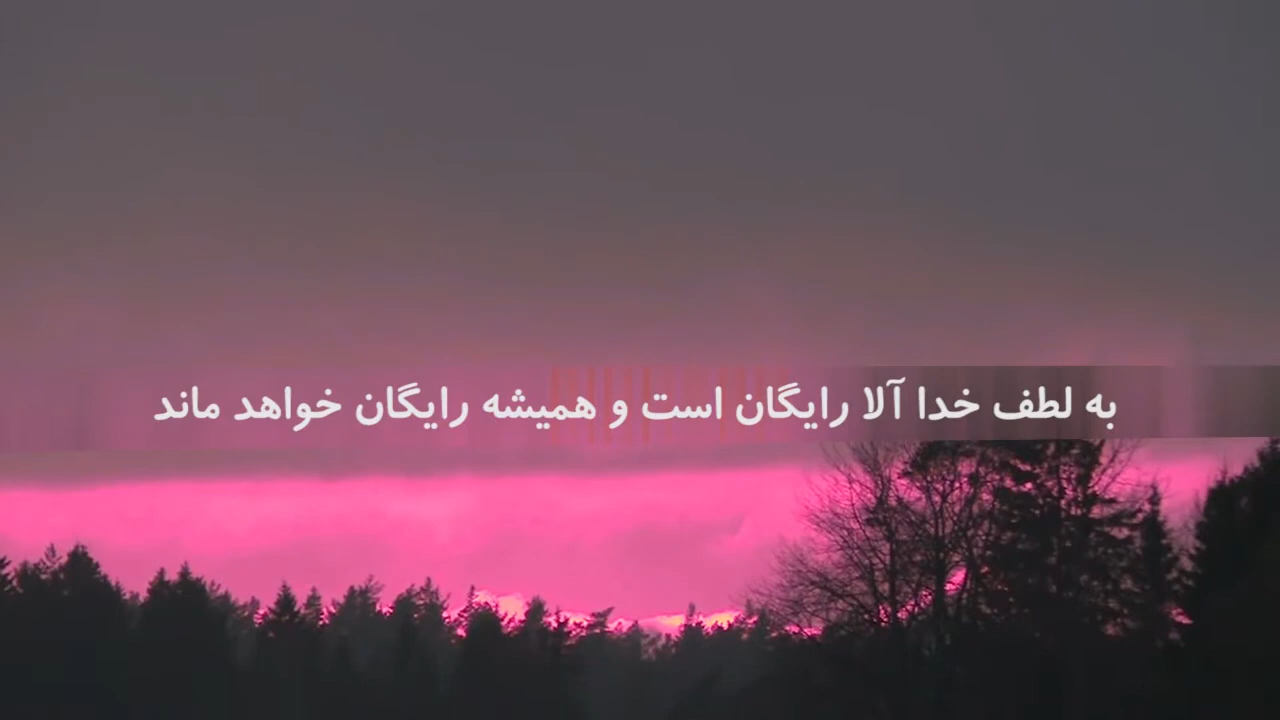 به لطف خدا آلا رایگان است و همیشه رایگان خواهد ماند